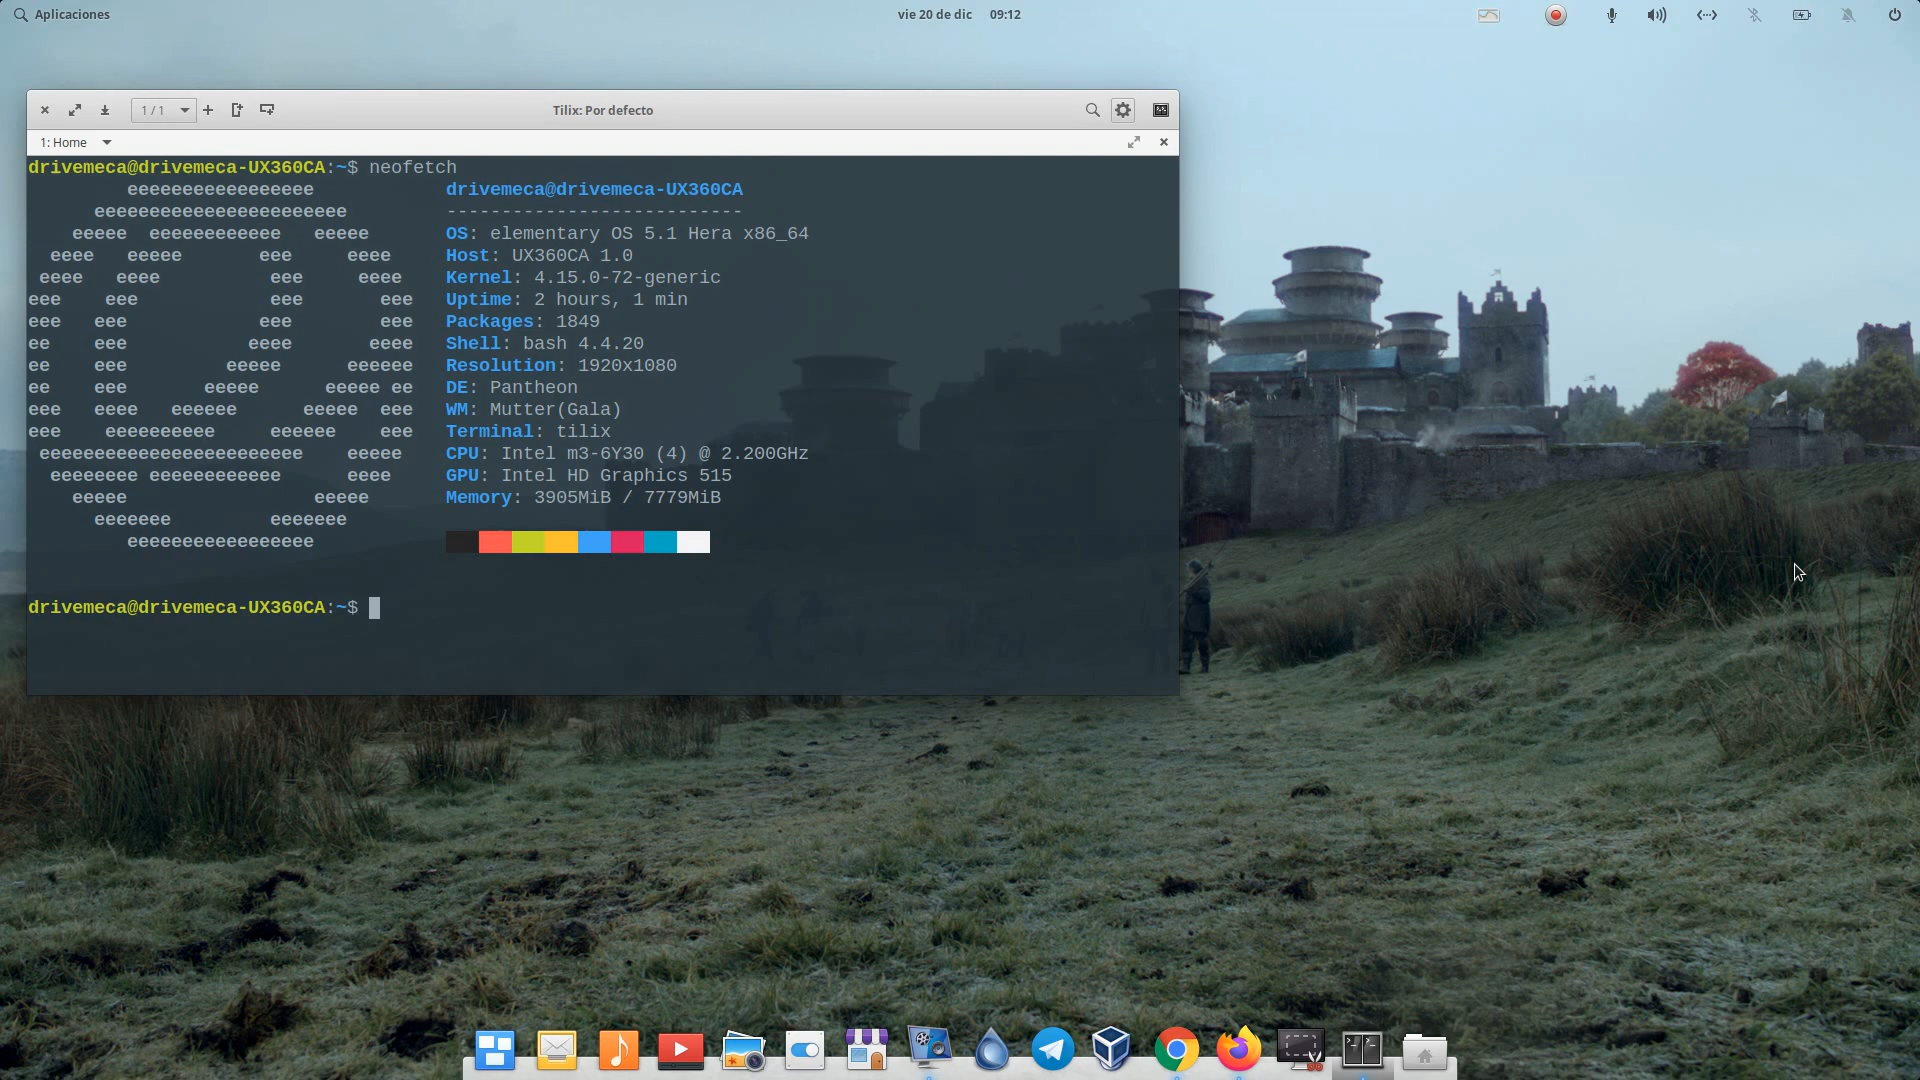 Aplicaciones
vie 20 de dic 09:12
1 / 1
Tilix: Por defecto
1: Home
drivemeca@drivemeca-UX360CA:~$ neofetch
         eeeeeeeeeeeeeeeee            drivemeca@drivemeca-UX360CA
      eeeeeeeeeeeeeeeeeeeeeee         ---------------------------
    eeeee  eeeeeeeeeeee   eeeee       OS: elementary OS 5.1 Hera x86_64
  eeee   eeeee       eee     eeee     Host: UX360CA 1.0
 eeee   eeee          eee     eeee    Kernel: 4.15.0-72-generic
eee    eee            eee       eee   Uptime: 2 hours, 1 min
eee   eee            eee        eee   Packages: 1849
ee    eee           eeee       eeee   Shell: bash 4.4.20
ee    eee         eeeee      eeeeee   Resolution: 1920x1080
ee    eee       eeeee      eeeee ee   DE: Pantheon
eee   eeee   eeeeee      eeeee  eee   WM: Mutter(Gala)
eee    eeeeeeeeee     eeeeee    eee   Terminal: tilix
 eeeeeeeeeeeeeeeeeeeeeeee    eeeee    CPU: Intel m3-6Y30 (4) @ 2.200GHz
  eeeeeeee eeeeeeeeeeee      eeee     GPU: Intel HD Graphics 515
    eeeee                 eeeee       Memory: 3905MiB / 7779MiB
      eeeeeee         eeeeeee
         eeeeeeeeeeeeeeeee
drivemeca@drivemeca-UX360CA:~$